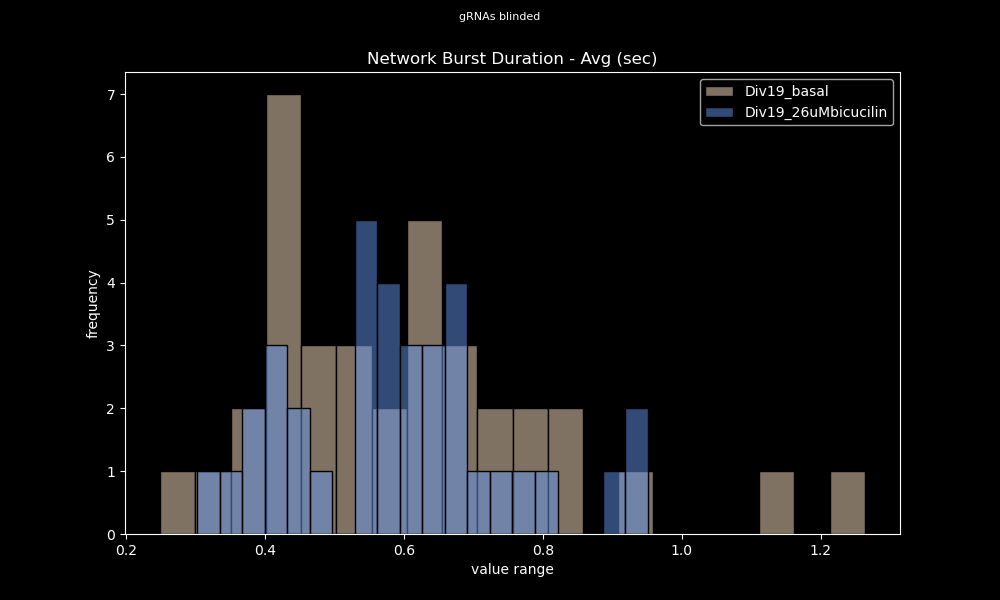 gRNAs blinded
Network Burst Duration - Avg (sec)
Div19_basal
Div19_26uMbicucilin
7
6
5
4
3
2
1
0
frequency
0.2 0.4 0.6 0.8 1.0 1.2
value range